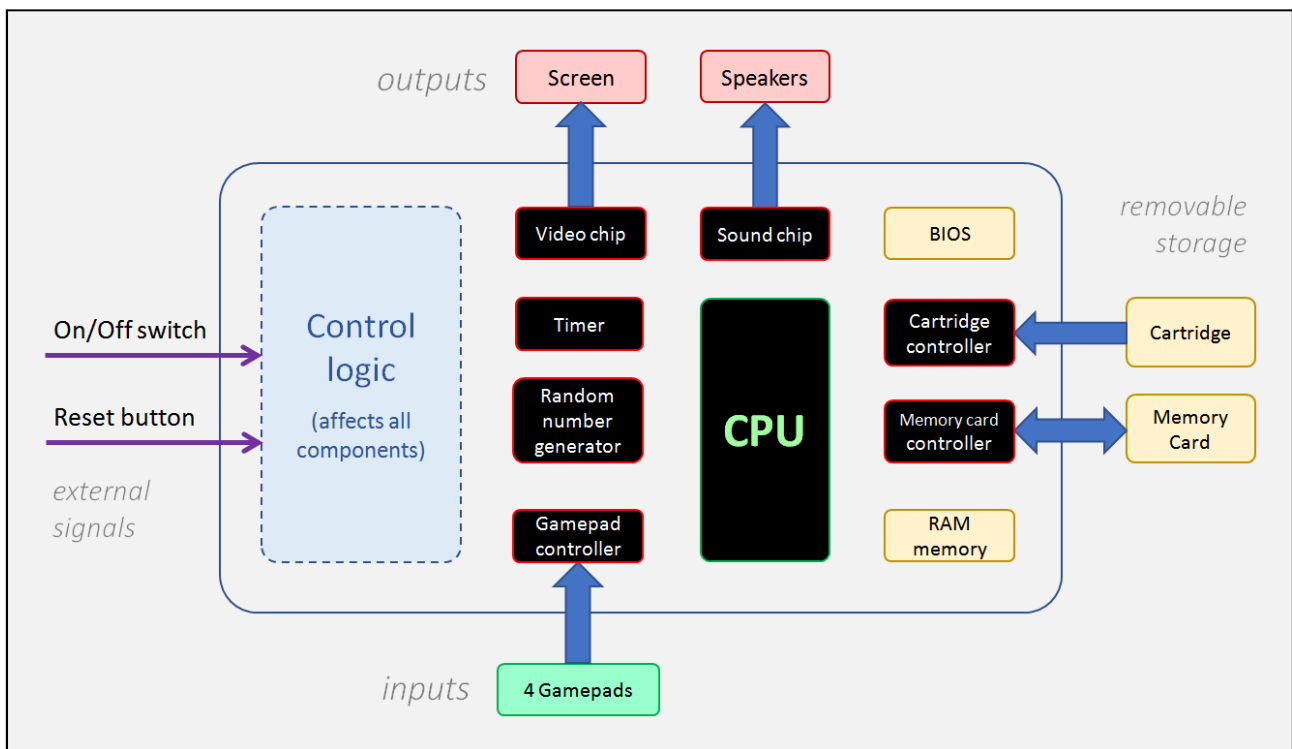 outputs
Screen
Speakers
Video chip
Sound chip
BIOS
removable
storage
On/Off switch
Reset button
external
signals
Control
logic
(affects all
components)
Timer
Random
number
generator
Gamepad
controller
CPU
Cartridge
controller
Cartridge
Memory card
controller
Memory
Card
RAM
memory
inputs
4 Gamepads